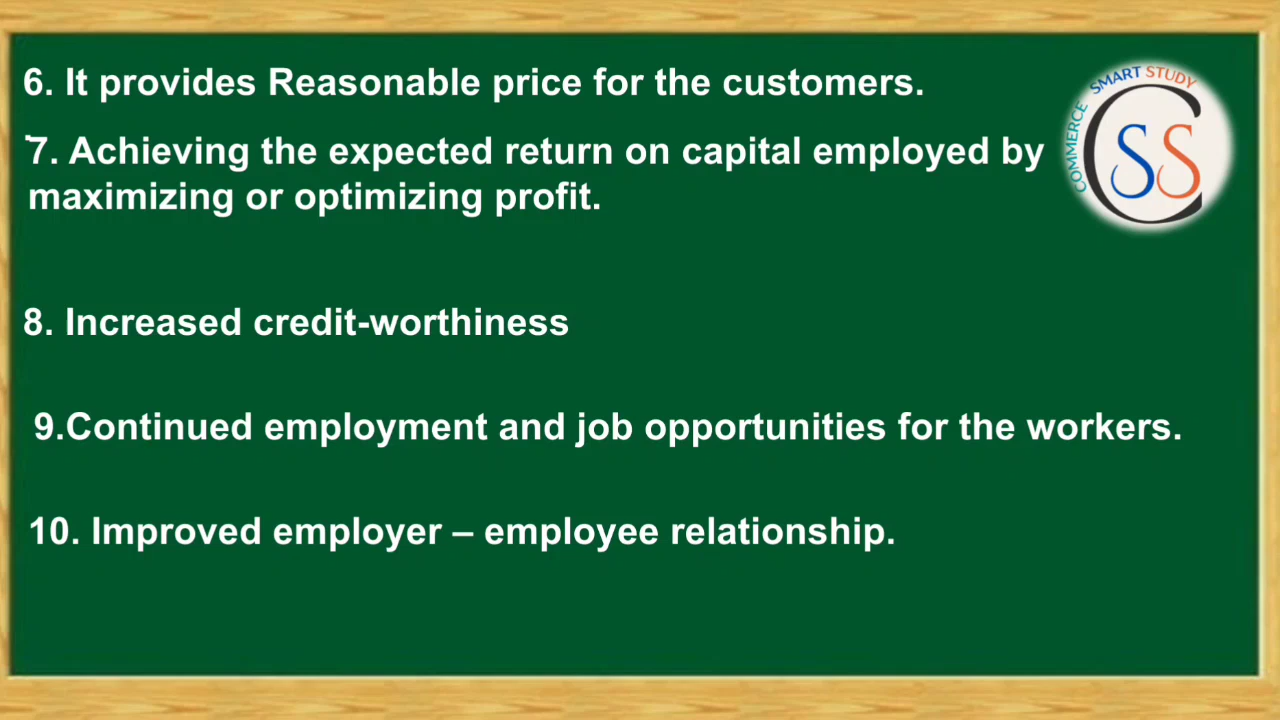 6. It provides Reasonable price for the customers.
7. Achieving the expected return on capital employed by
maximizing or optimizing profit.
8. Increased credit-worthiness
9.Continued employment and job opportunities for the workers.
10. Improved employer – employee relationship.
COMMERCE SMART STUDY
CSS